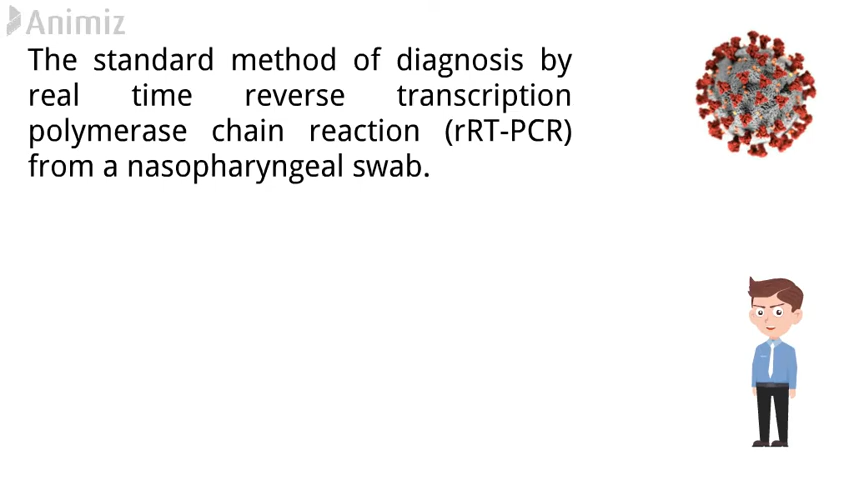 Animiz
The standard method of diagnosis by
real time reverse transcription
polymerase chain reaction (rRT-PCR)
from a nasopharyngeal swab.